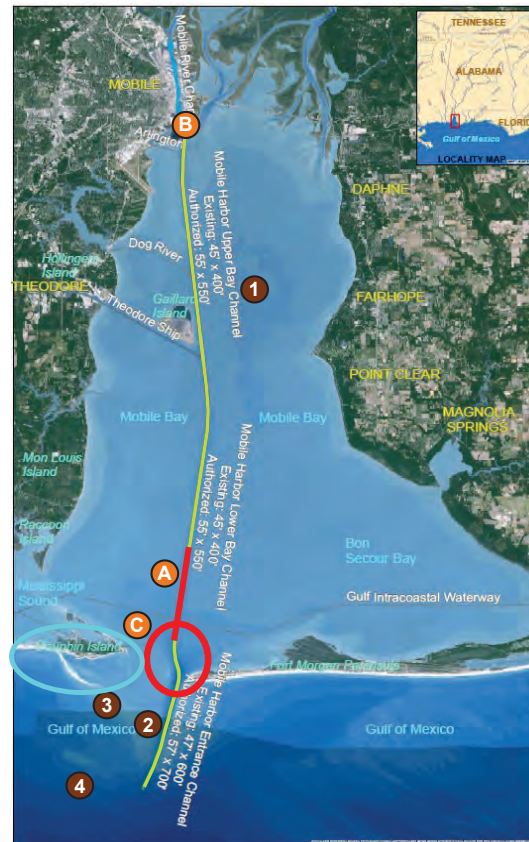 TENNESSEE
ALABAMA
FLORID
Gulf of Mexico
LOCALITY MAP
Mobile River Cha
MOBILE
B
Arlington
DAPHNE
Mobile Harbor Upper Bay Channel
Existing: 45' x 400'
Authorized: 55' x 550'
Dog River
Hollingers
Island
THEODORE
Theodore Ship
Gaillard
Island
1
FAIRHOPE
POINT CLEAR
Mobile Bay
Mobile Bay
MAGNOLIA
SPRINGS
Mon Louis
Island
Mobile Harbor Lower Bay Channel
Existing: 45' x 400'
Authorized: 55' x 550'
Raccoon
Island
Bon
Secour Bay
A
Mississippi
Sound
Gulf Intracoastal Waterway
C
Dauphin Island
Fort Morgan Peninsula
Mobile Harbor Entrance Channel
Existing: 47' x 600'
Authorized: 57' x 700'
3
2
Gulf of Mexico
Gulf of Mexico
4